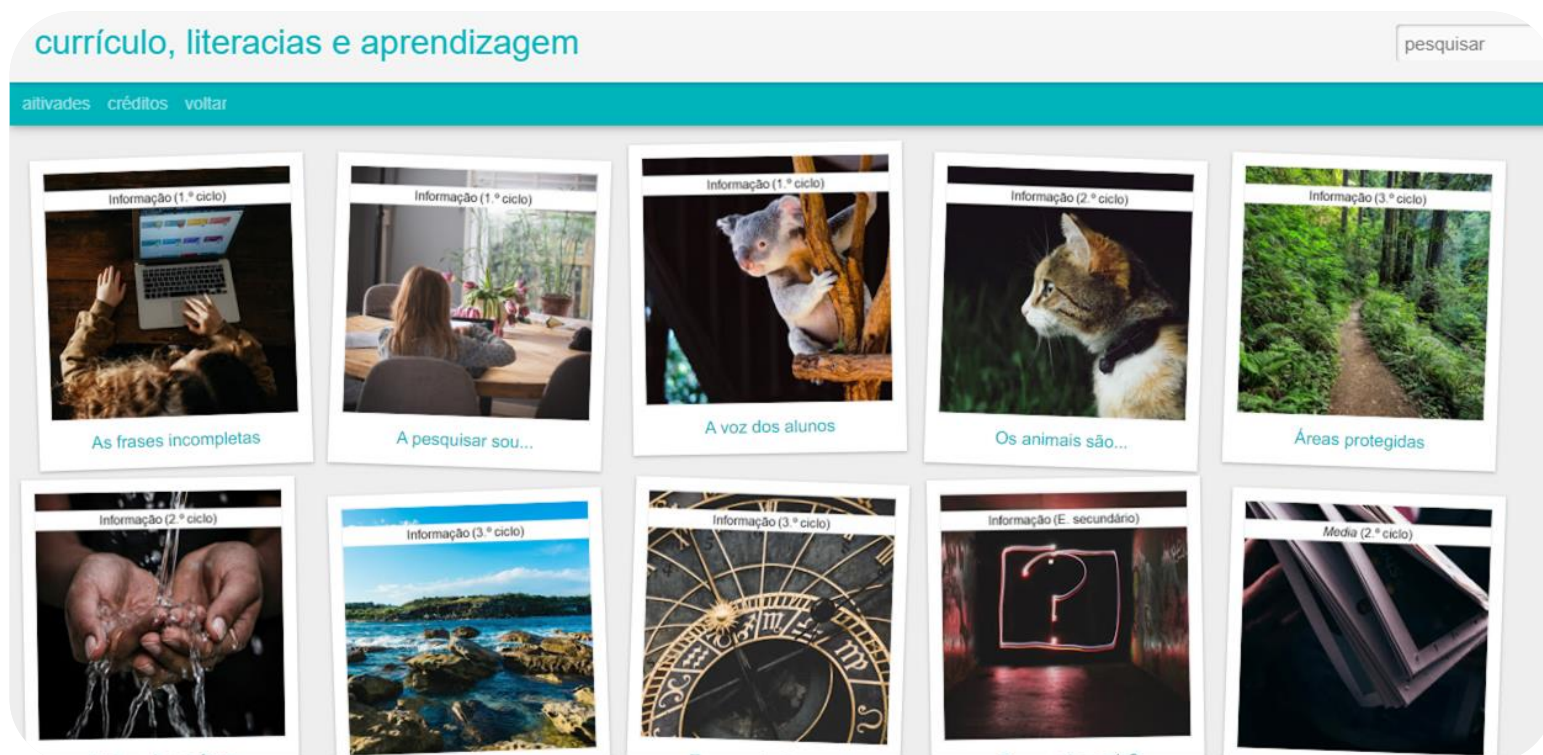 currículo, literacias e aprendizagem
pesquisar
aitivades créditos voltar
Informação (1.º ciclo)
As frases incompletas
Informação (1.º ciclo)
A pesquisar sou...
Informação (1.º ciclo)
A voz dos alunos
Informação (2.º ciclo)
Os animais são...
Informação (3.º ciclo)
Áreas protegidas
Informação (2.º ciclo)
Informação (3.º ciclo)
Informação (3.º ciclo)
Informação (E. secundário)
Media (2.º ciclo)